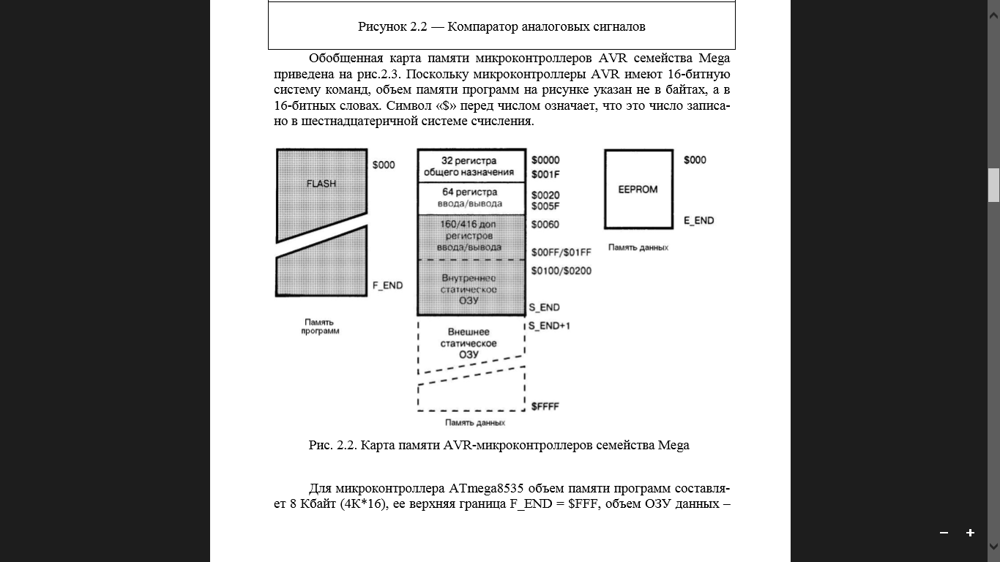 Рисунок 2.2 — Компаратор аналоговых сигналов
Обобщенная карта памяти микроконтроллеров AVR семейства Mega
приведена на рис.2.3. Поскольку микроконтроллеры AVR имеют 16-битную
систему команд, объем памяти программ на рисунке указан не в байтах, а в
16-битных словах. Символ «$» перед числом означает, что это число записа-
но в шестнадцатеричной системе счисления.
FLASH
$000
F_END
Память
программ
32 регистра
общего назначения
$0000
$001F
64 регистра
ввода/вывода
$0020
$005F
160/416 доп
регистров
ввода/вывода
$0060
$00FF/$01FF
Внутреннее
статическое
ОЗУ
$0100/$0200
S_END
Внешнее
статическое
ОЗУ
S_END+1
$FFFF
Память данных
EEPROM
$000
E_END
Память данных
Рис. 2.2. Карта памяти AVR-микроконтроллеров семейства Mega
Для микроконтроллера ATmega8535 объем памяти программ составля-
ет 8 Кбайт (4К*16), ее верхняя граница F_END = $FFF, объем ОЗУ данных –